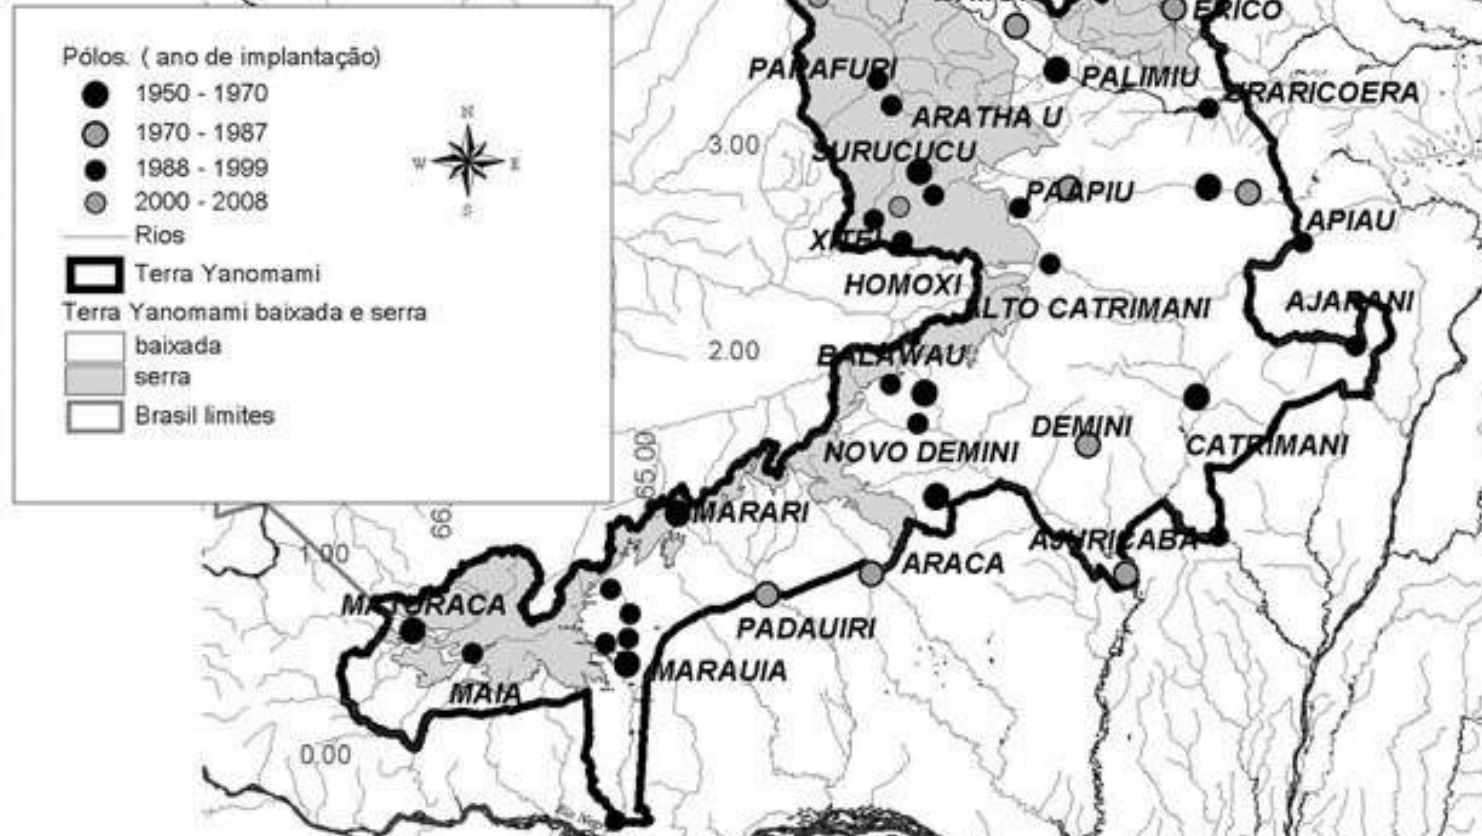 Pólos. ( ano de implantação)
1950 - 1970
1970 - 1987
1988 - 1999
2000 - 2008
Rios
Terra Yanomami
Terra Yanomami baixada e serra
baixada
serra
Brasil limites
N
W E
S
ERICO
PARAFURI
PALIMIU
URARICOERA
ARATHA U
3.00
SURUCUCU
PAAPIU
APIAU
XITEI
HOMOXI
AJARANI
ALTO CATRIMANI
2.00
BALAWAU
DEMINI
CATRIMANI
NOVO DEMINI
65.00
66.
MARARI
AJURICABA
1.00
ARACA
MATURACA
PADAUIRI
MARAUIA
MAIA
0.00